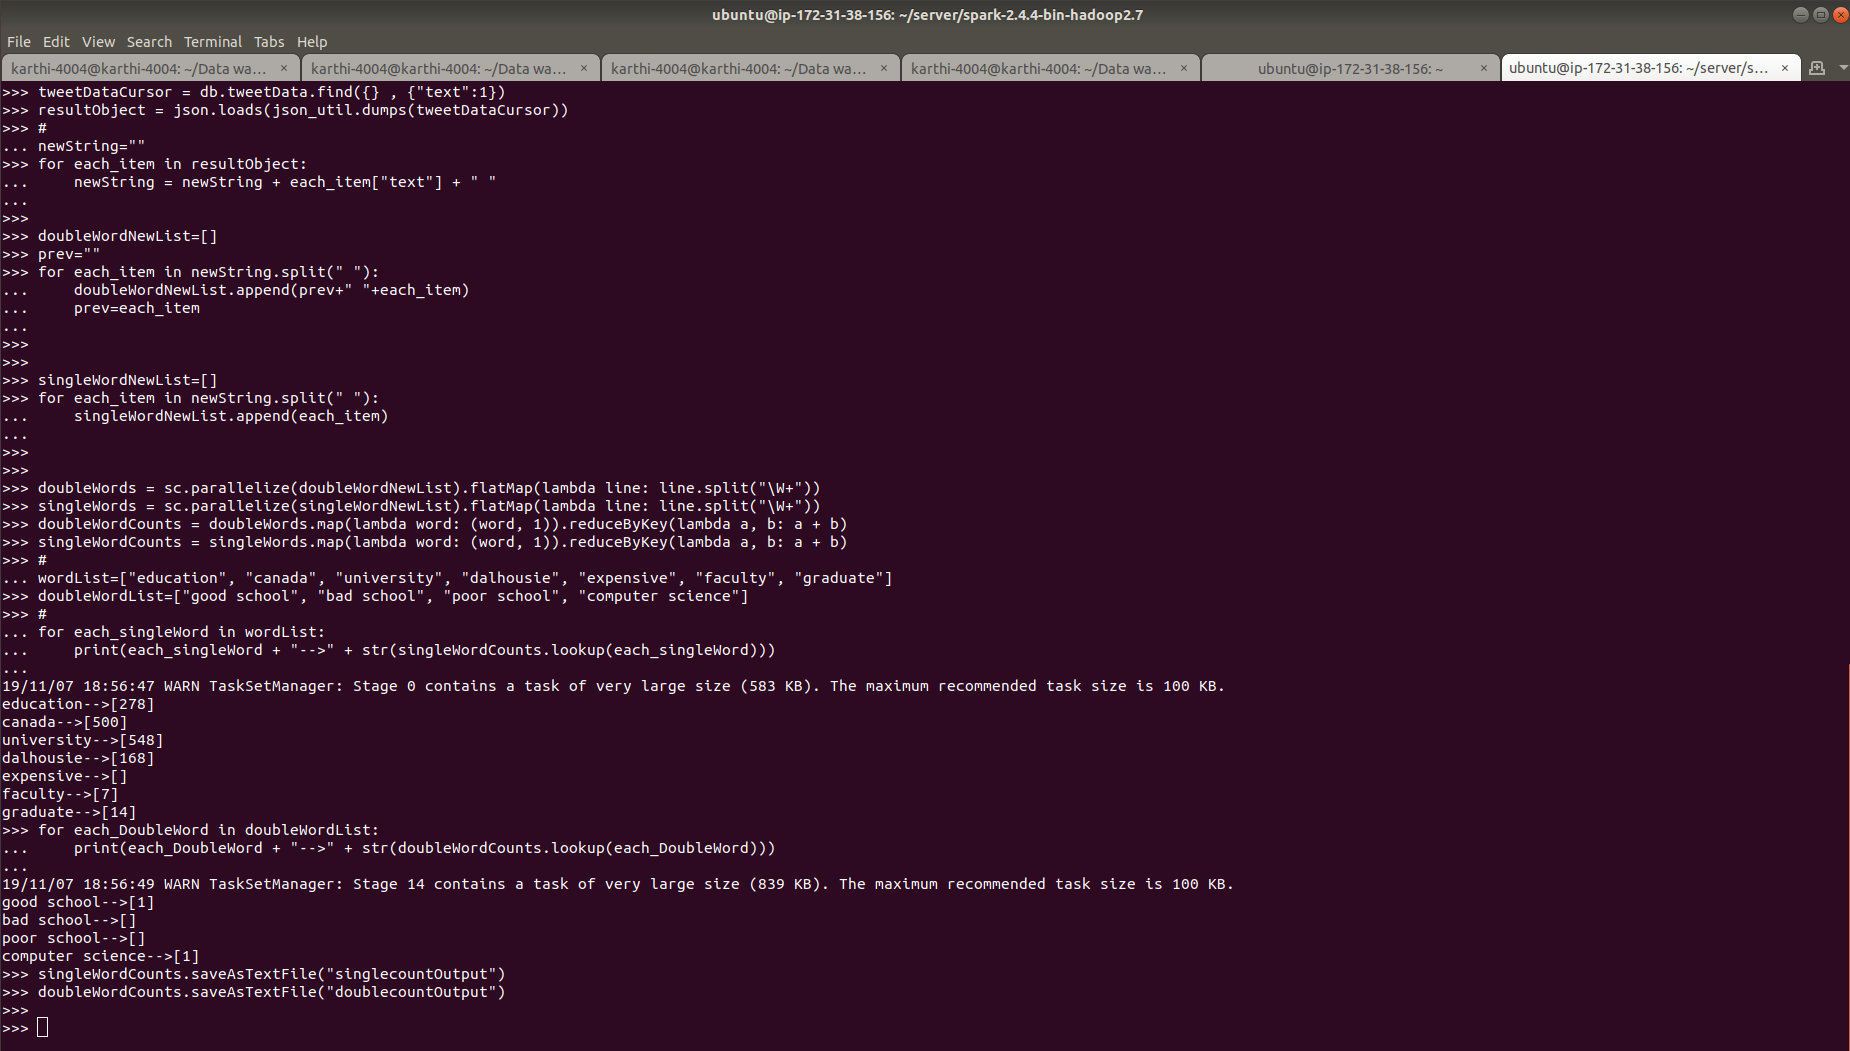 ubuntu@ip-172-31-38-156: ~/server/spark-2.4.4-bin-hadoop2.7
File Edit View Search Terminal Tabs Help
karthi-4004@karthi-4004: ~/Data wa... × karthi-4004@karthi-4004: ~/Data wa... × karthi-4004@karthi-4004: ~/Data wa... × karthi-4004@karthi-4004: ~/Data wa... × ubuntu@ip-172-31-38-156: ~ × ubuntu@ip-172-31-38-156: ~/server/s... ×
>>> tweetDataCursor = db.tweetData.find({} , {"text":1})
>>> resultObject = json.loads(json_util.dumps(tweetDataCursor))
>>> #
... newString=""
>>> for each_item in resultObject:
...     newString = newString + each_item["text"] + " "
...
>>>
>>> doubleWordNewList=[]
>>> prev=""
>>> for each_item in newString.split(" "):
...     doubleWordNewList.append(prev+" "+each_item)
...     prev=each_item
...
>>>
>>>
>>> singleWordNewList=[]
>>> for each_item in newString.split(" "):
...     singleWordNewList.append(each_item)
...
>>>
>>>
>>> doubleWords = sc.parallelize(doubleWordNewList).flatMap(lambda line: line.split("\W+"))
>>> singleWords = sc.parallelize(singleWordNewList).flatMap(lambda line: line.split("\W+"))
>>> doubleWordCounts = doubleWords.map(lambda word: (word, 1)).reduceByKey(lambda a, b: a + b)
>>> singleWordCounts = singleWords.map(lambda word: (word, 1)).reduceByKey(lambda a, b: a + b)
>>> #
... wordList=["education", "canada", "university", "dalhousie", "expensive", "faculty", "graduate"]
>>> doubleWordList=["good school", "bad school", "poor school", "computer science"]
>>> #
... for each_singleWord in wordList:
...     print(each_singleWord + "-->" + str(singleWordCounts.lookup(each_singleWord)))
...
19/11/07 18:56:47 WARN TaskSetManager: Stage 0 contains a task of very large size (583 KB). The maximum recommended task size is 100 KB.
education-->[278]
canada-->[500]
university-->[548]
dalhousie-->[168]
expensive-->[]
faculty-->[7]
graduate-->[14]
>>> for each_DoubleWord in doubleWordList:
...     print(each_DoubleWord + "-->" + str(doubleWordCounts.lookup(each_DoubleWord)))
...
19/11/07 18:56:49 WARN TaskSetManager: Stage 14 contains a task of very large size (839 KB). The maximum recommended task size is 100 KB.
good school-->[1]
bad school-->[]
poor school-->[]
computer science-->[1]
>>> singleWordCounts.saveAsTextFile("singlecountOutput")
>>> doubleWordCounts.saveAsTextFile("doublecountOutput")
>>>
>>>